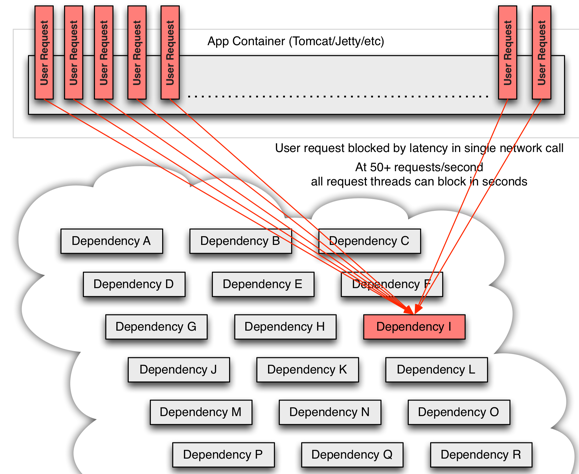 User Request
User Request
User Request
User Request
User Request
User Request
User Request
App Container (Tomcat/Jetty/etc)
User request blocked by latency in single network call
At 50+ requests/second
all request threads can block in seconds
Dependency A
Dependency B
Dependency C
Dependency D
Dependency E
Dependency F
Dependency G
Dependency H
Dependency I
Dependency J
Dependency K
Dependency L
Dependency M
Dependency N
Dependency O
Dependency P
Dependency Q
Dependency R